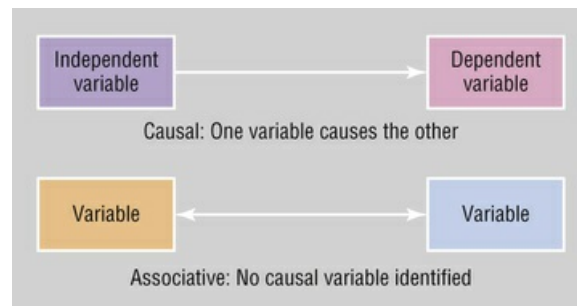 Independent
variable
Dependent
variable
Causal: One variable causes the other
Variable
Variable
Associative: No causal variable identified